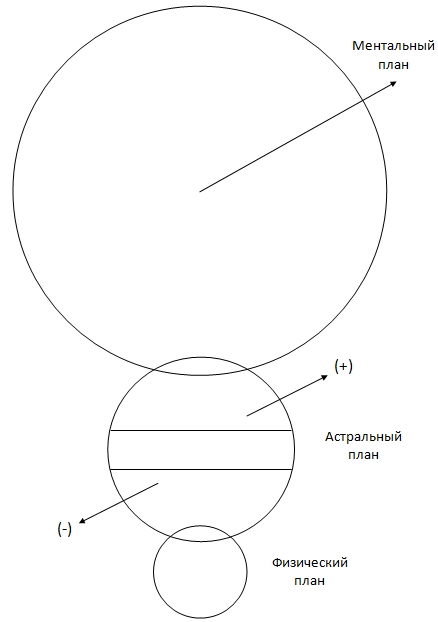 Ментальный
план
(+)
Астральный
план
(-)
Физический
план